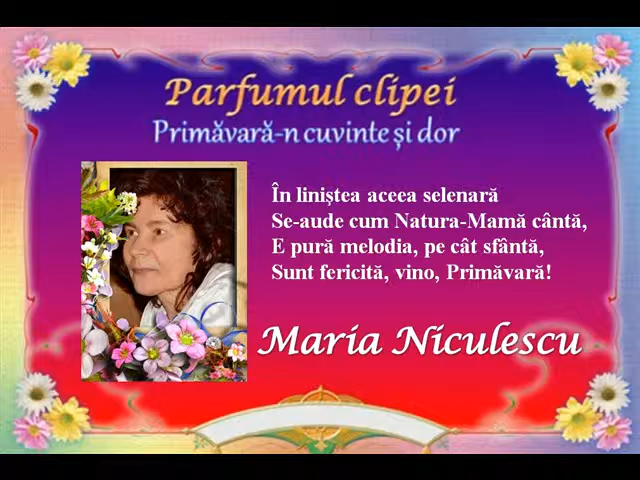 Parfumul clipei
Primăvară-n cuvinte și dor
În liniștea aceea selenară
Se-aude cum Natura-Mamă cântă,
E pură melodia, pe cât sfântă,
Sunt fericită, vino, Primăvară!
Maria Niculescu